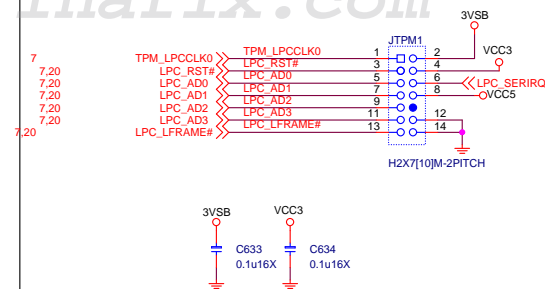 inafix.com
3VSB
JTPM1
VCC3
7 TPM_LPCCLK0 TPM_LPCCLK0 1 2
7,20 LPC_RST# LPC_RST# 3 4
7,20 LPC_AD0 LPC_AD0 5 6 LPC_SERIRQ
7,20 LPC_AD1 LPC_AD1 7 8 VCC5
7,20 LPC_AD2 LPC_AD2 9
7,20 LPC_AD3 LPC_AD3 11 12
7,20 LPC_LFRAME# LPC_LFRAME# 13 14
H2X7[10]M-2PITCH
3VSB VCC3
C633 C634
0.1u16X 0.1u16X